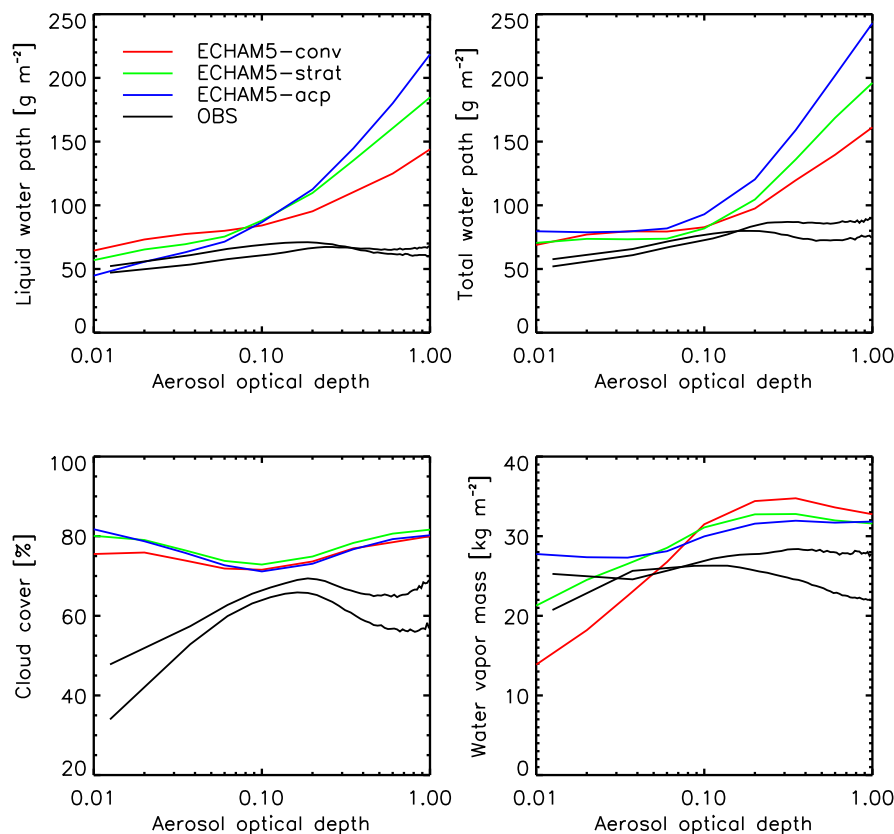 250
200
150
100
50
0
Liquid water path [g m⁻²]
ECHAM5-conv
ECHAM5-strat
ECHAM5-acp
OBS
0.01 0.10 1.00
Aerosol optical depth
250
200
150
100
50
0
Total water path [g m⁻²]
0.01 0.10 1.00
Aerosol optical depth
100
80
60
40
20
Cloud cover [%]
0.01 0.10 1.00
Aerosol optical depth
40
30
20
10
0
Water vapor mass [kg m⁻²]
0.01 0.10 1.00
Aerosol optical depth